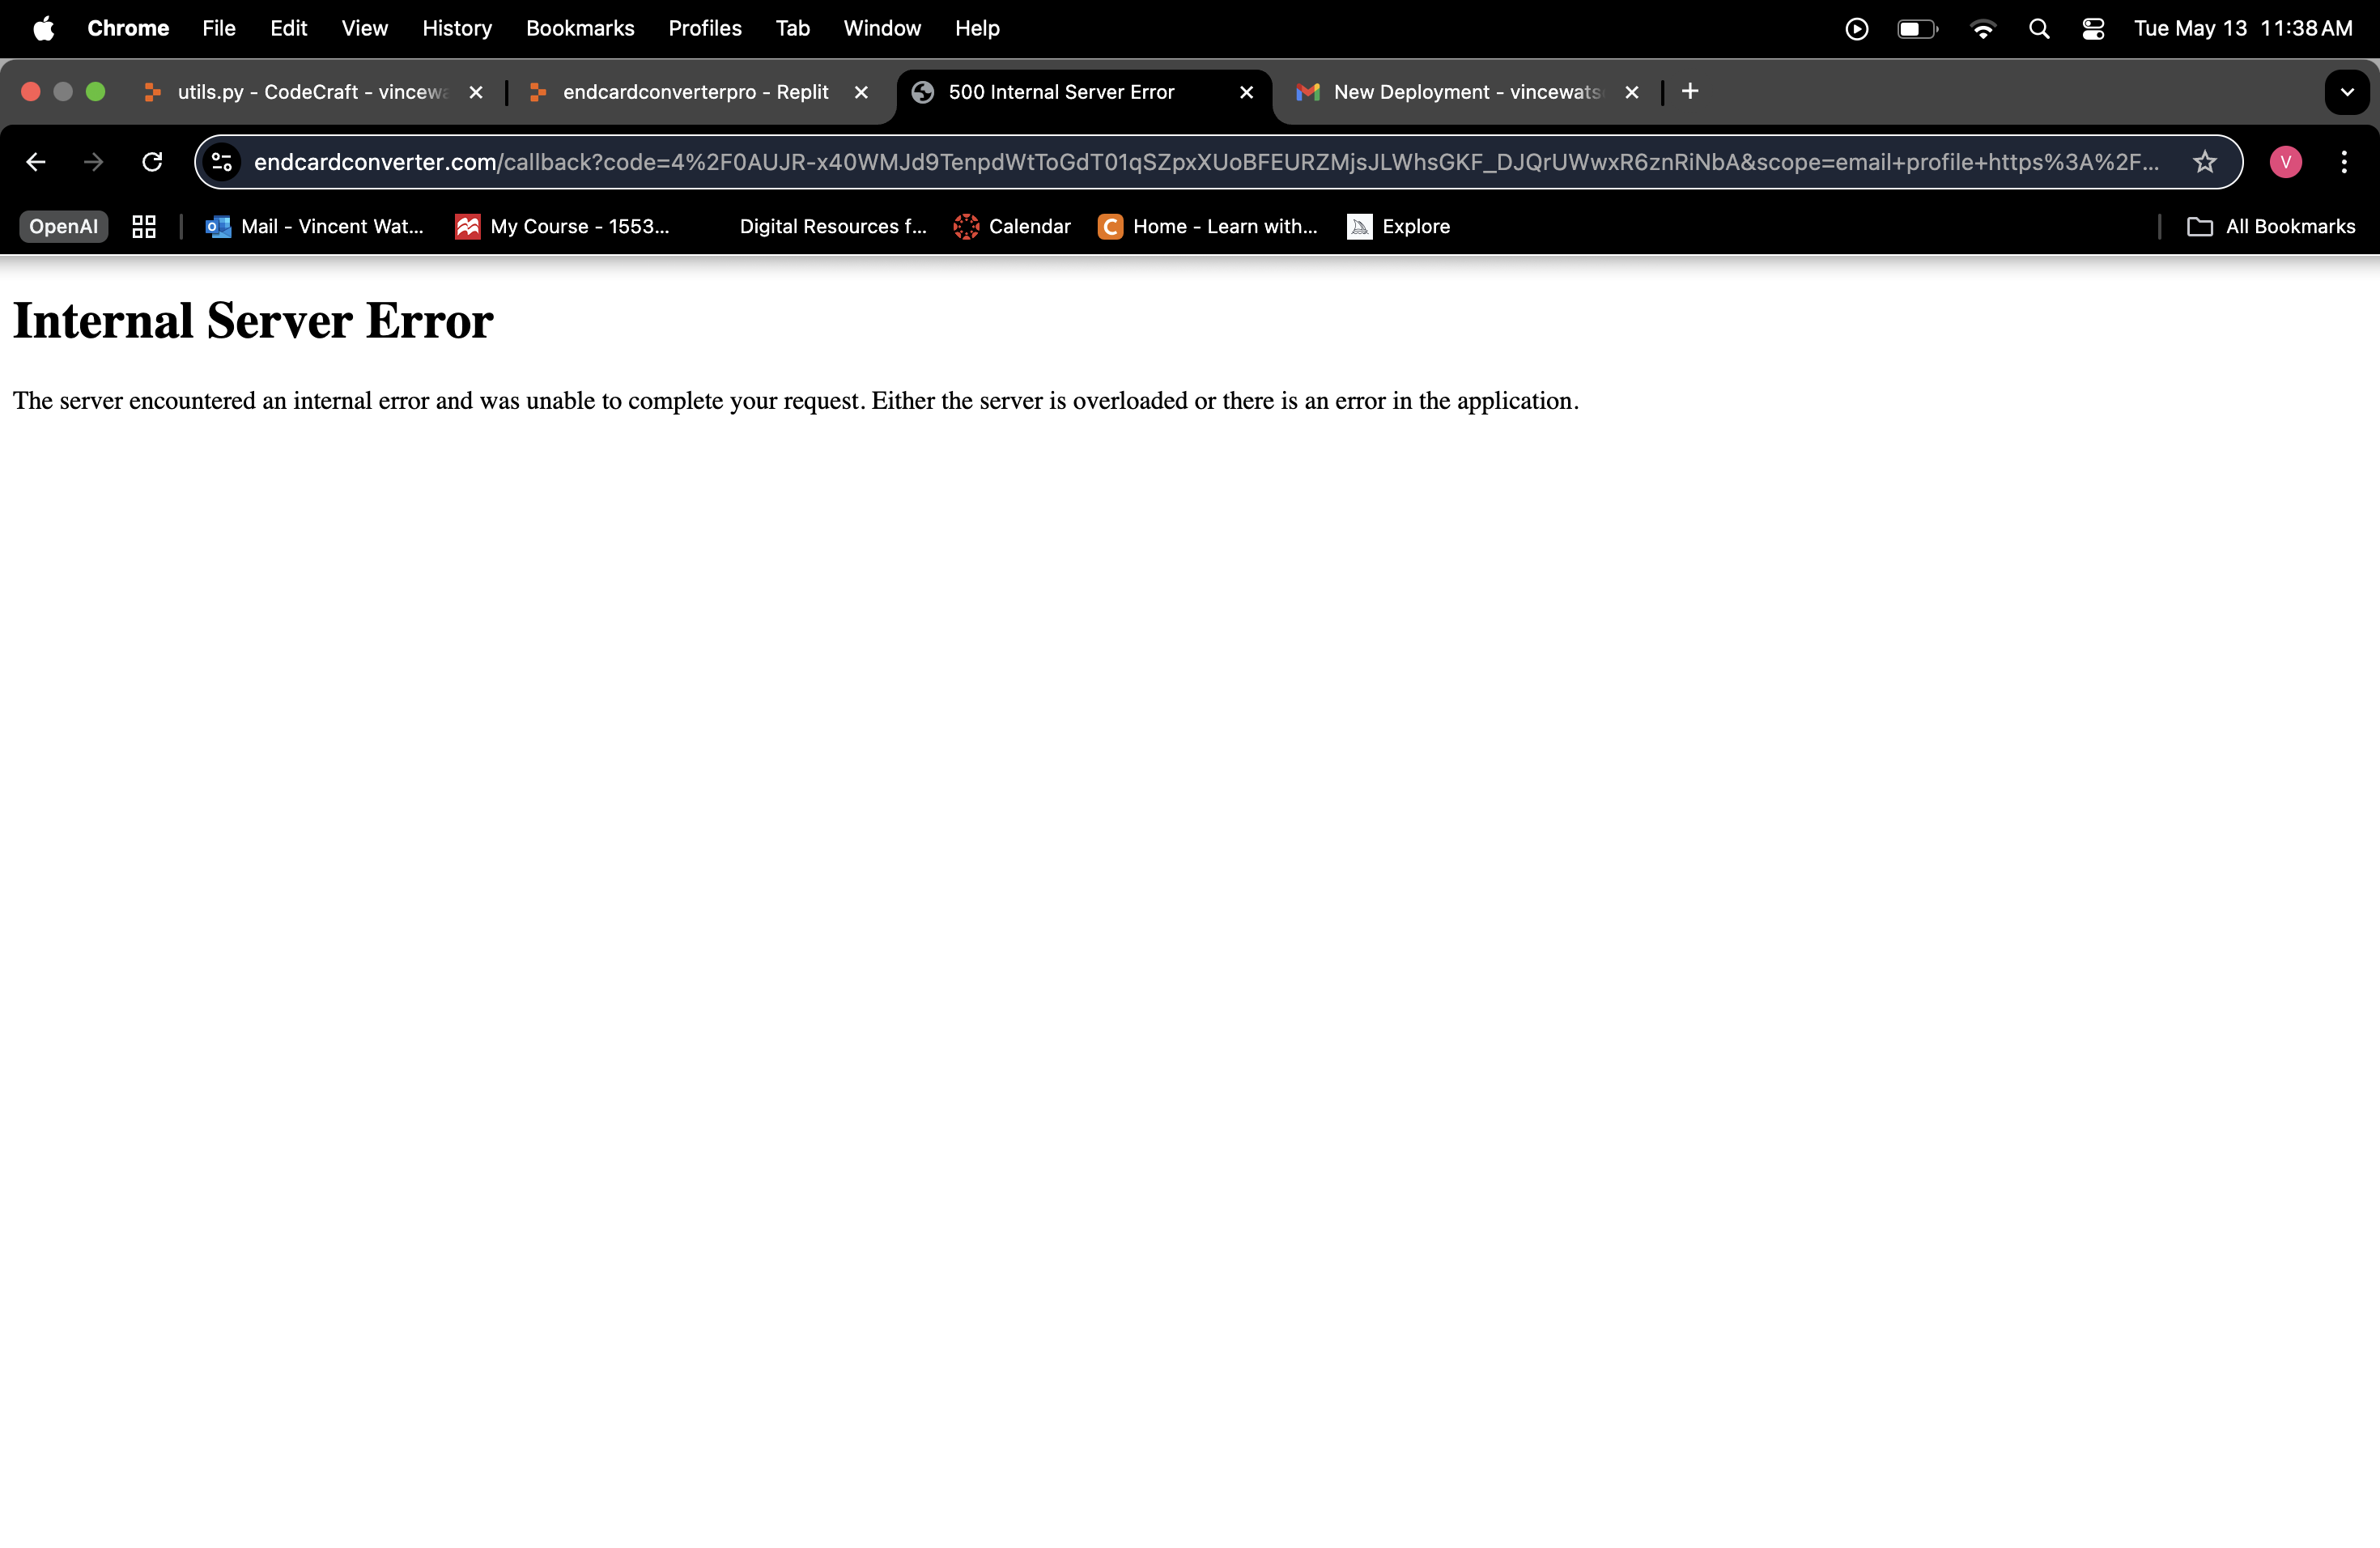 Chrome File Edit View History Bookmarks Profiles Tab Window Help Tue May 13 11:38 AM
utils.py - CodeCraft - vincewa endcardconverterpro - Replit 500 Internal Server Error New Deployment - vincewats
endcardconverter.com/callback?code=4%2F0AUJR-x40WMJd9TenpdWtToGdT01qSZpxXUoBFEURZMjsJLWhsGKF_DJQrUWwxR6znRiNbA&scope=email+profile+https%3A%2F... V
OpenAI Mail - Vincent Wat... My Course - 1553... Digital Resources f... Calendar C Home - Learn with... Explore All Bookmarks
Internal Server Error
The server encountered an internal error and was unable to complete your request. Either the server is overloaded or there is an error in the application.